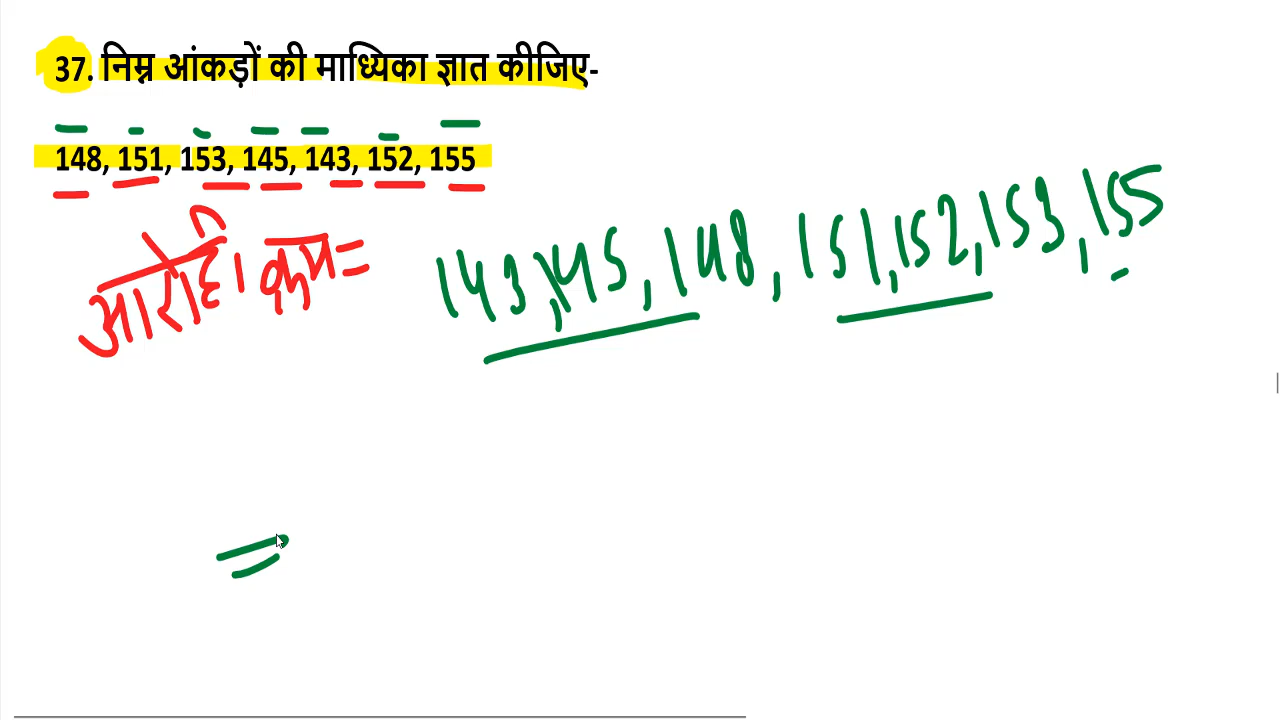 37. निम्न आंकड़ों की माध्यिका ज्ञात कीजिए-
148, 151, 153, 145, 143, 152, 155
आरोहि क्रम = 143, 145, 148, 151, 152, 153, 155
=